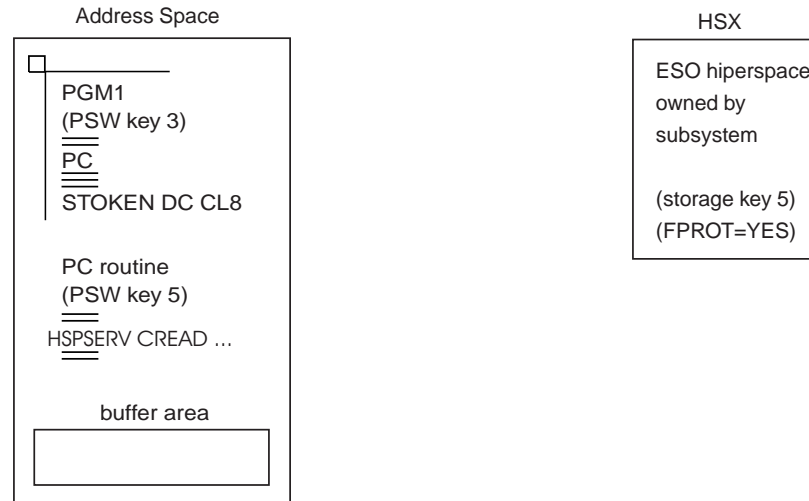 Address Space
PGM1
(PSW key 3)
PC
STOKEN DC CL8
PC routine
(PSW key 5)
HSPSERV CREAD ...
buffer area
HSX
ESO hiperspace
owned by
subsystem
(storage key 5)
(FPROT=YES)